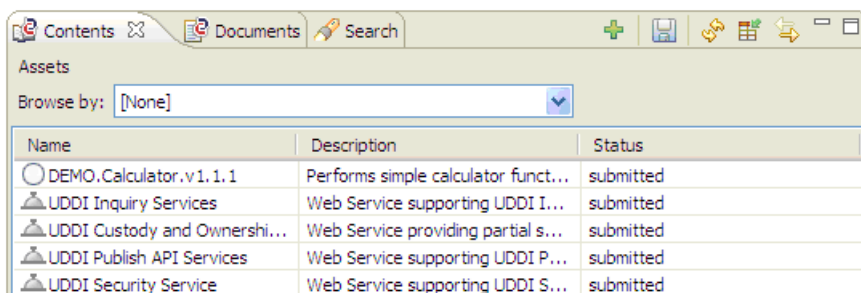 Contents Documents Search
Assets
Browse by: [None]
Name Description Status
DEMO.Calculator.v1.1.1 Performs simple calculator funct... submitted
UDDI Inquiry Services Web Service supporting UDDI I... submitted
UDDI Custody and Ownershi... Web Service providing partial s... submitted
UDDI Publish API Services Web Service supporting UDDI P... submitted
UDDI Security Service Web Service supporting UDDI S... submitted